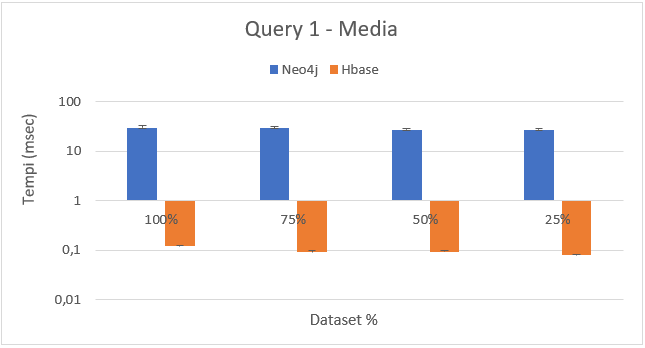 Query 1 - Media
Neo4j Hbase
Tempi (msec)
100
10
1
0,1
0,01
100% 75% 50% 25%
Dataset %